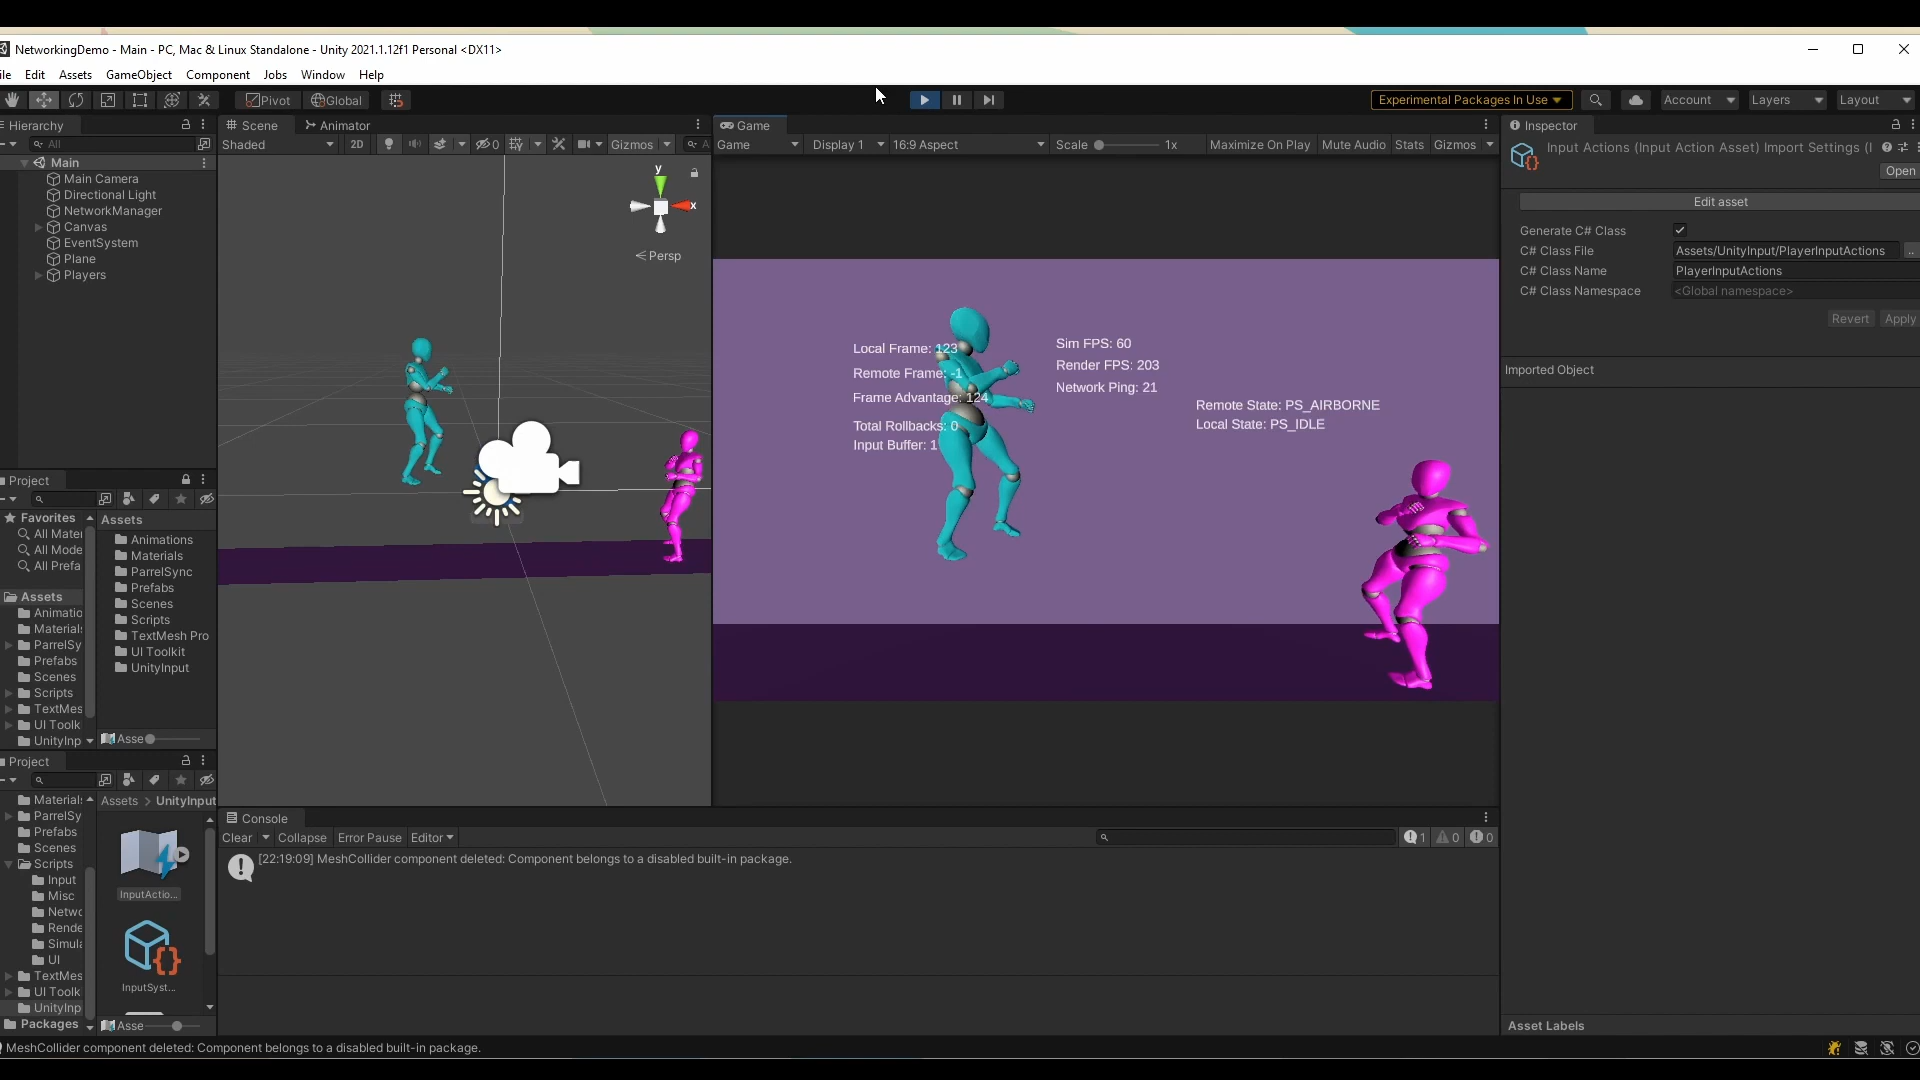 NetworkingDemo - Main - PC, Mac & Linux Standalone - Unity 2021.1.12f1 Personal <DX11>
ile Edit Assets GameObject Component Jobs Window Help
Pivot Global Experimental Packages In Use Account Layers Layout
Hierarchy
All
Main
Main Camera
Directional Light
NetworkManager
Canvas
EventSystem
Plane
Players
Scene Animator
Shaded 2D 0 Gizmos A
y
x
Persp
Game
Game Display 1 16:9 Aspect Scale 1x Maximize On Play Mute Audio Stats Gizmos
Local Frame: 123
Remote Frame: -1
Frame Advantage: 124
Total Rollbacks: 0
Input Buffer: 1
Sim FPS: 60
Render FPS: 203
Network Ping: 21
Remote State: PS_AIRBORNE
Local State: PS_IDLE
Inspector
Input Actions (Input Action Asset) Import Settings (I
Open
Edit asset
Generate C# Class
C# Class File Assets/UnityInput/PlayerInputActions ..
C# Class Name PlayerInputActions
C# Class Namespace <Global namespace>
Revert Apply
Imported Object
Asset Labels
Project
Favorites
All Mater
All Mode
All Prefa
Assets
Animatio
Materials
ParrelSy
Prefabs
Scenes
Scripts
TextMes
UI Toolk
UnityInp
Assets
Animations
Materials
ParrelSync
Prefabs
Scenes
Scripts
TextMesh Pro
UI Toolkit
UnityInput
Asse
Project
Materials
ParrelSy
Prefabs
Scenes
Scripts
Input
Misc
Netwo
Rende
Simula
UI
TextMes
UI Toolk
UnityInp
Packages
Assets > UnityInput
InputActio...
InputSyst...
Asse
Console
Clear Collapse Error Pause Editor 1 0 0
[22:19:09] MeshCollider component deleted: Component belongs to a disabled built-in package.
MeshCollider component deleted: Component belongs to a disabled built-in package.